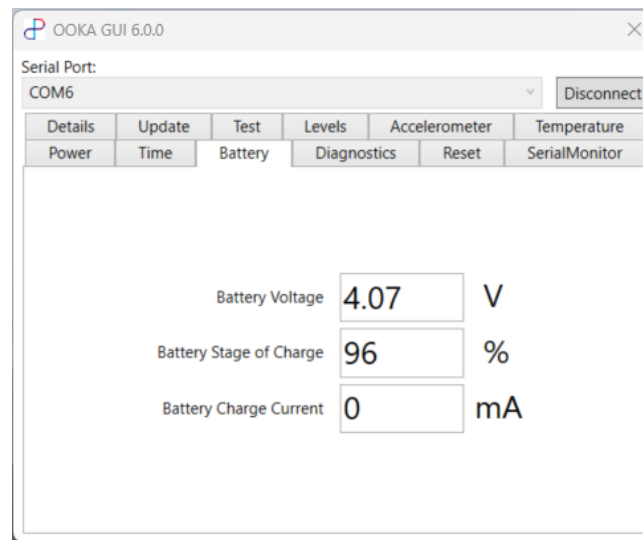 OOKA GUI 6.0.0
Serial Port:
COM6 Disconnect
Details Update Test Levels Accelerometer Temperature
Power Time Battery Diagnostics Reset SerialMonitor
Battery Voltage 4.07 V
Battery Stage of Charge 96 %
Battery Charge Current 0 mA